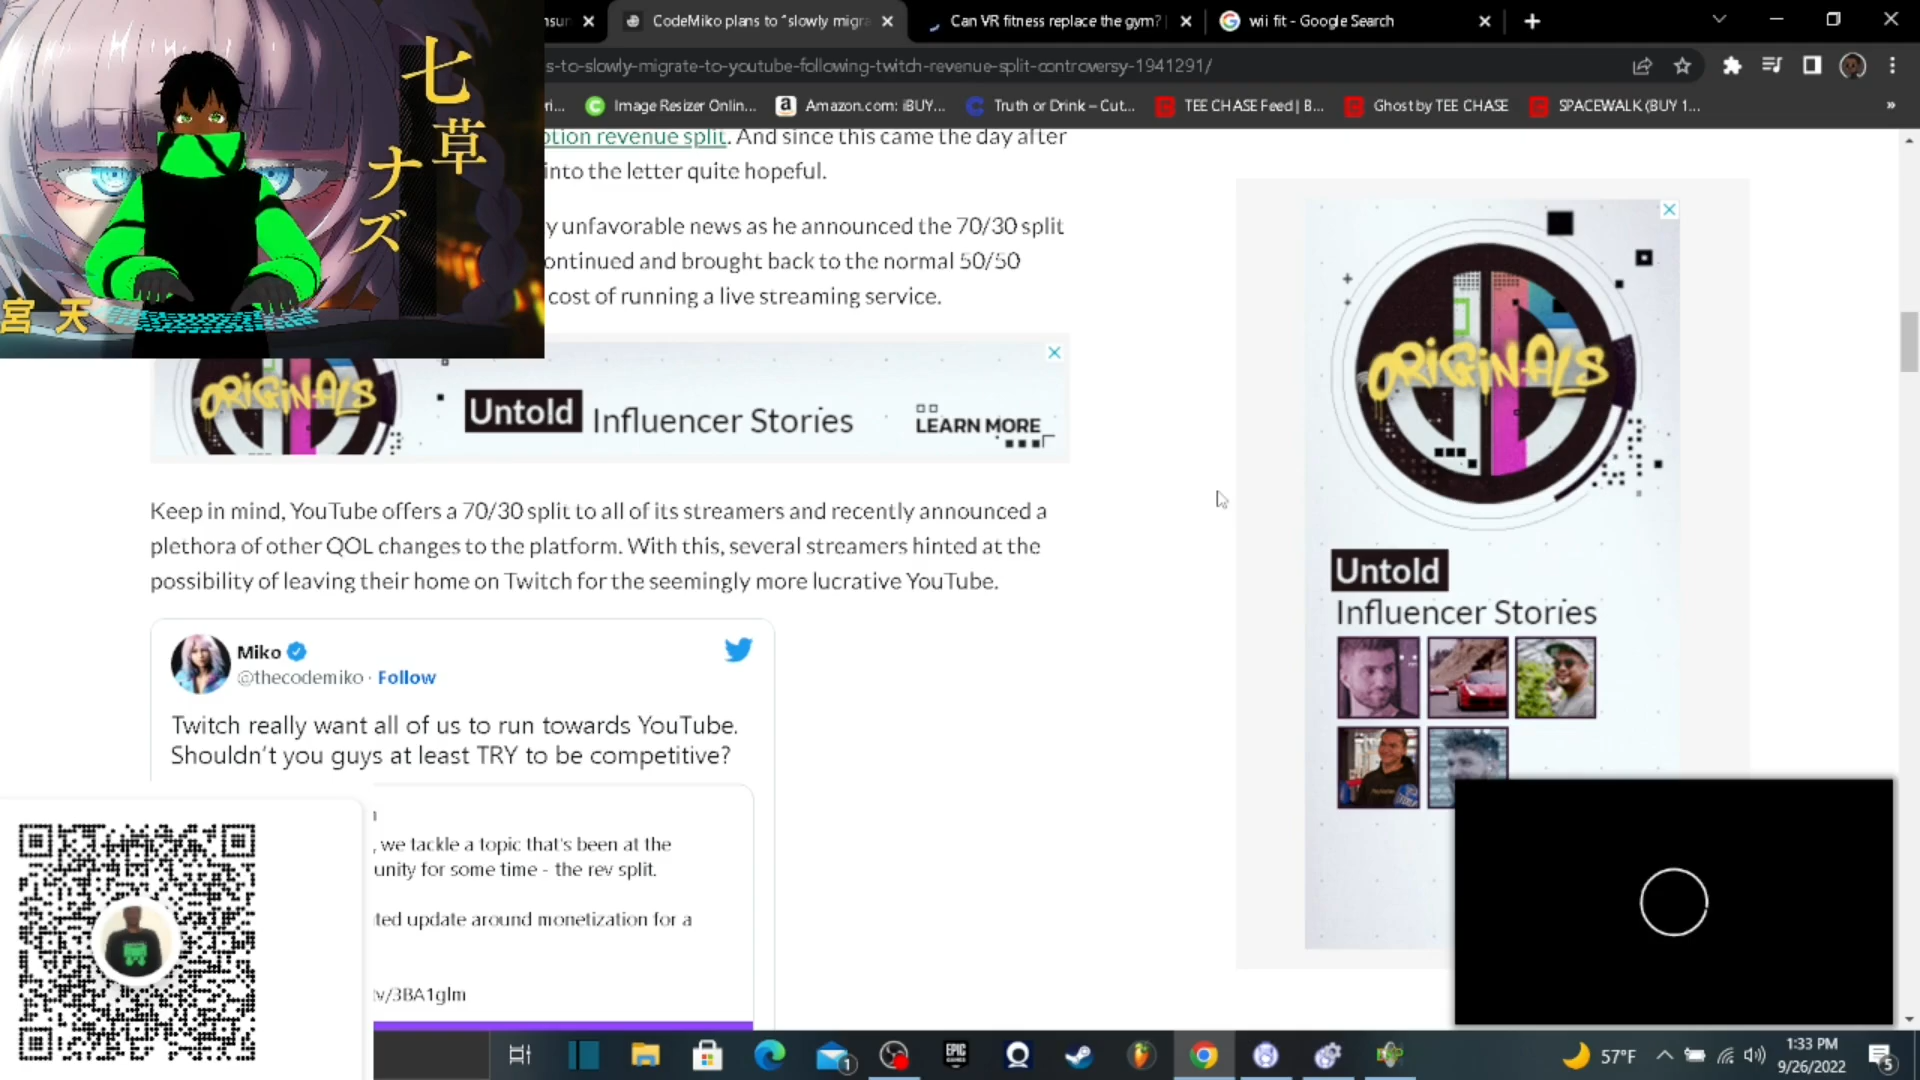 nsun
CodeMiko plans to "slowly migra
Can VR fitness replace the gym? |
wii fit - Google Search
s-to-slowly-migrate-to-youtube-following-twitch-revenue-split-controversy-1941291/
ri...
Image Resizer Onlin...
Amazon.com: iBUY...
Truth or Drink – Cut...
TEE CHASE Feed | B...
Ghost by TEE CHASE
SPACEWALK (BUY 1...
»
七草
ナズ
宮 天
ption revenue split. And since this came the day after
into the letter quite hopeful.
y unfavorable news as he announced the 70/30 split
ontinued and brought back to the normal 50/50
cost of running a live streaming service.
ORiGiNALS
Untold Influencer Stories
LEARN MORE
Keep in mind, YouTube offers a 70/30 split to all of its streamers and recently announced a
plethora of other QOL changes to the platform. With this, several streamers hinted at the
possibility of leaving their home on Twitch for the seemingly more lucrative YouTube.
Miko
@thecodemiko · Follow
Twitch really want all of us to run towards YouTube.
Shouldn't you guys at least TRY to be competitive?
, we tackle a topic that's been at the
unity for some time - the rev split.
ted update around monetization for a
v/3BA1glm
ORiGiNALS
Untold
Influencer Stories
EPIC GAMES
1
57°F
1:33 PM
9/26/2022
5